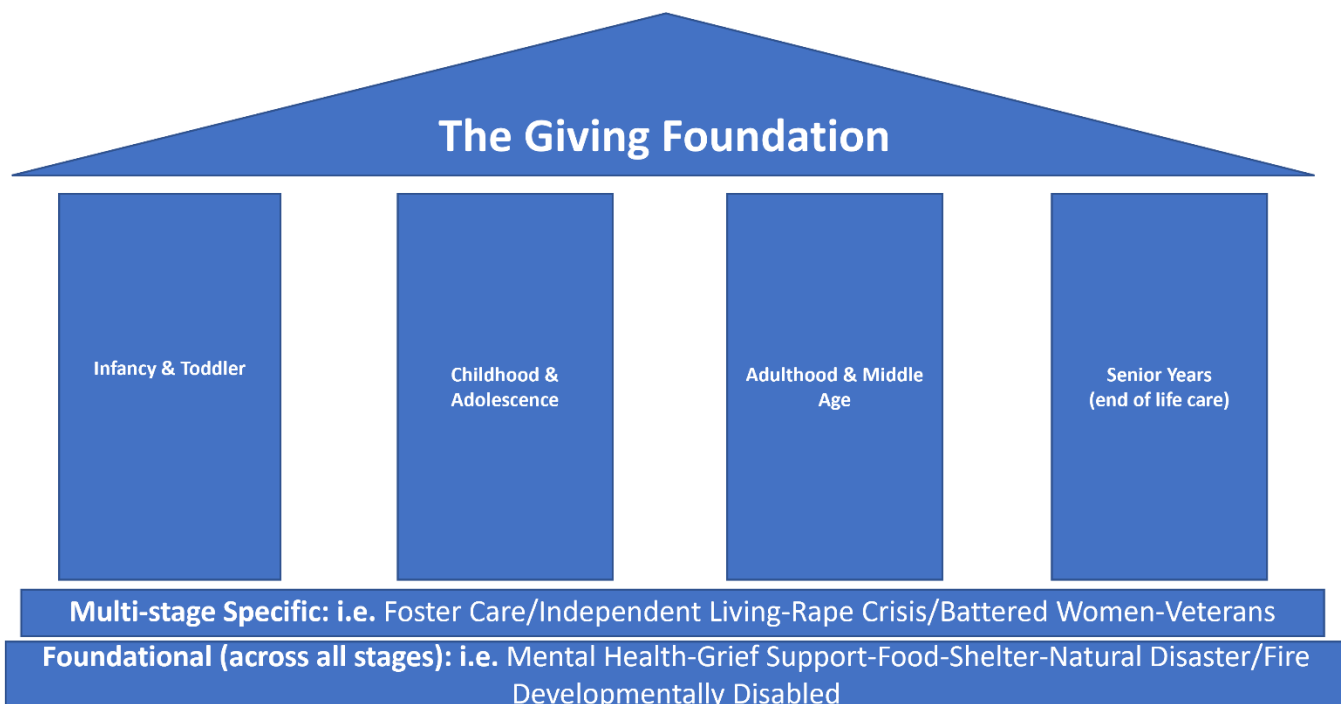 The Giving Foundation
Infancy & Toddler
Childhood &
Adolescence
Adulthood & Middle
Age
Senior Years
(end of life care)
Multi-stage Specific: i.e. Foster Care/Independent Living-Rape Crisis/Battered Women-Veterans
Foundational (across all stages): i.e. Mental Health-Grief Support-Food-Shelter-Natural Disaster/Fire
Developmentally Disabled